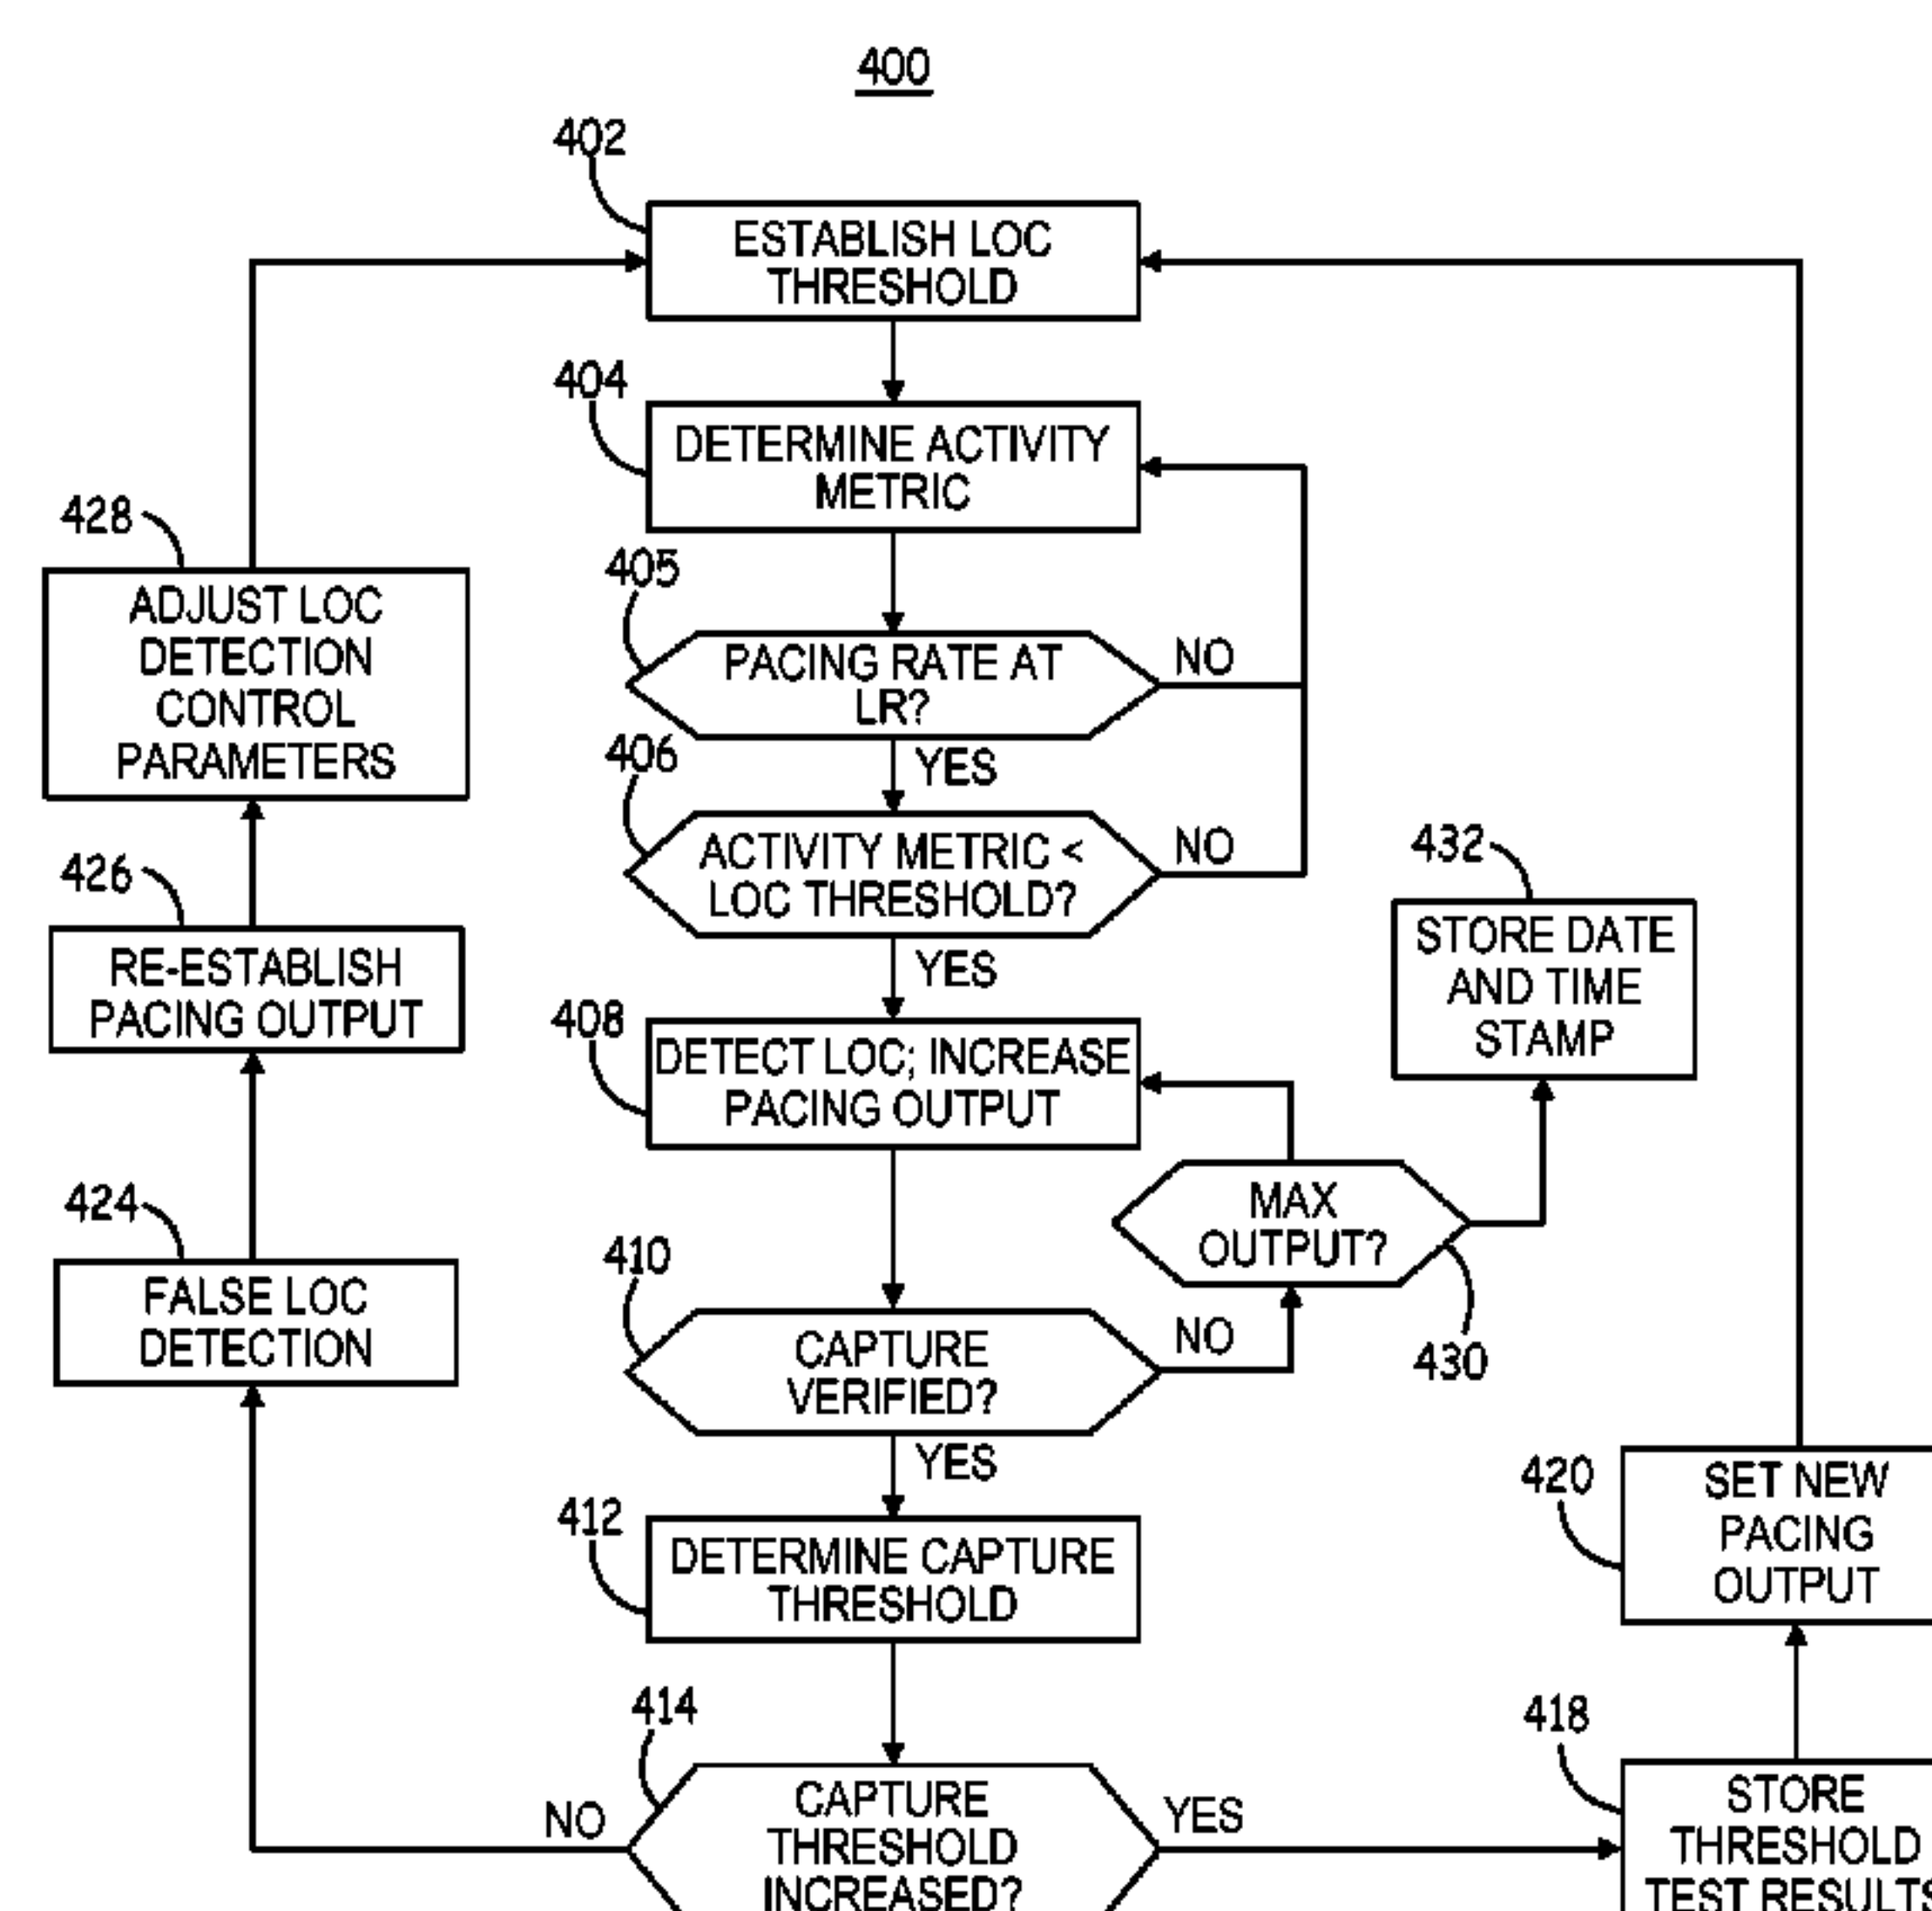 400
402
ESTABLISH LOC
THRESHOLD
404
DETERMINE ACTIVITY
METRIC
428
ADJUST LOC
DETECTION
CONTROL
PARAMETERS
405
PACING RATE AT
LR?
NO
YES
406
ACTIVITY METRIC <
LOC THRESHOLD?
NO
YES
432
STORE DATE
AND TIME
STAMP
426
RE-ESTABLISH
PACING OUTPUT
408
DETECT LOC; INCREASE
PACING OUTPUT
MAX
OUTPUT?
430
424
FALSE LOC
DETECTION
410
CAPTURE
VERIFIED?
NO
YES
420
SET NEW
PACING
OUTPUT
412
DETERMINE CAPTURE
THRESHOLD
414
CAPTURE
THRESHOLD
INCREASED?
NO
YES
418
STORE
THRESHOLD
TEST RESULTS